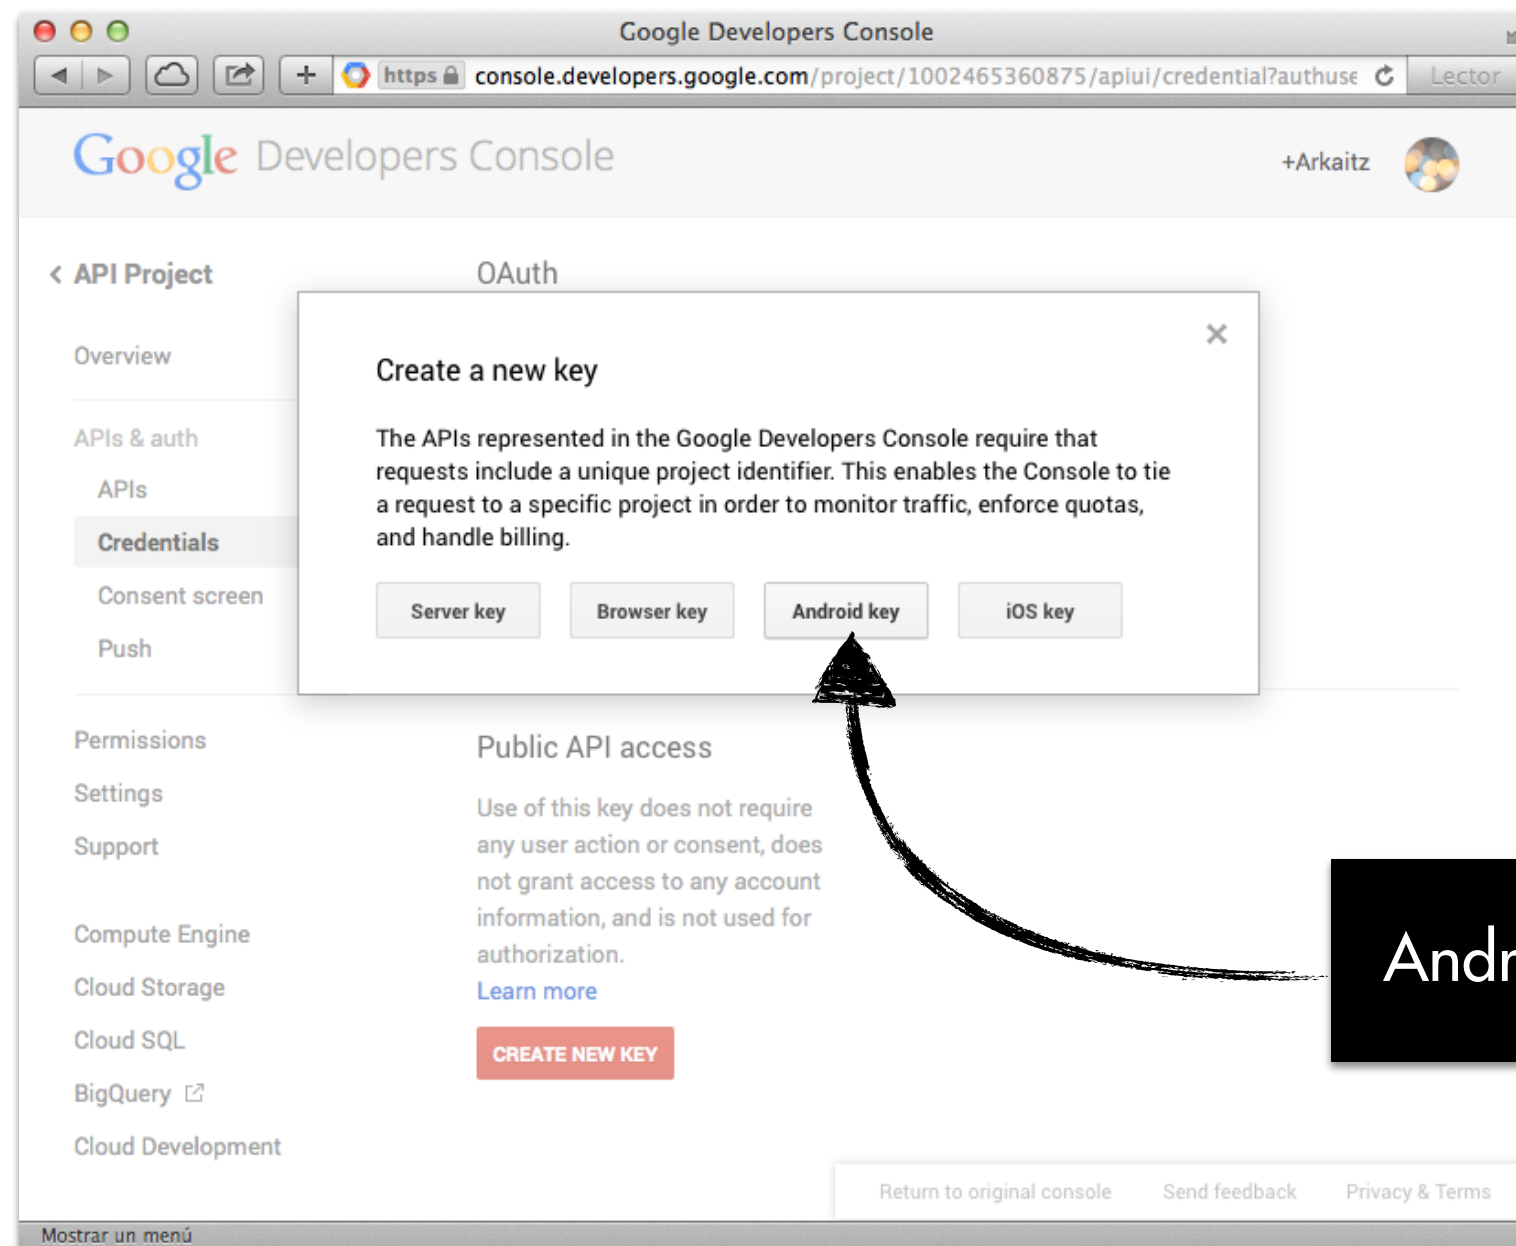 Google Developers Console
https console.developers.google.com/project/1002465360875/apiui/credential?authuse Lector
Google Developers Console
+Arkaitz
API Project
OAuth
Overview
APIs & auth
APIs
Credentials
Consent screen
Push
Create a new key
The APIs represented in the Google Developers Console require that
requests include a unique project identifier. This enables the Console to tie
a request to a specific project in order to monitor traffic, enforce quotas,
and handle billing.
Server key
Browser key
Android key
iOS key
Permissions
Settings
Support
Compute Engine
Cloud Storage
Cloud SQL
BigQuery
Cloud Development
Public API access
Use of this key does not require
any user action or consent, does
not grant access to any account
information, and is not used for
authorization.
Learn more
CREATE NEW KEY
Andr
Return to original console
Send feedback
Privacy & Terms
Mostrar un menú